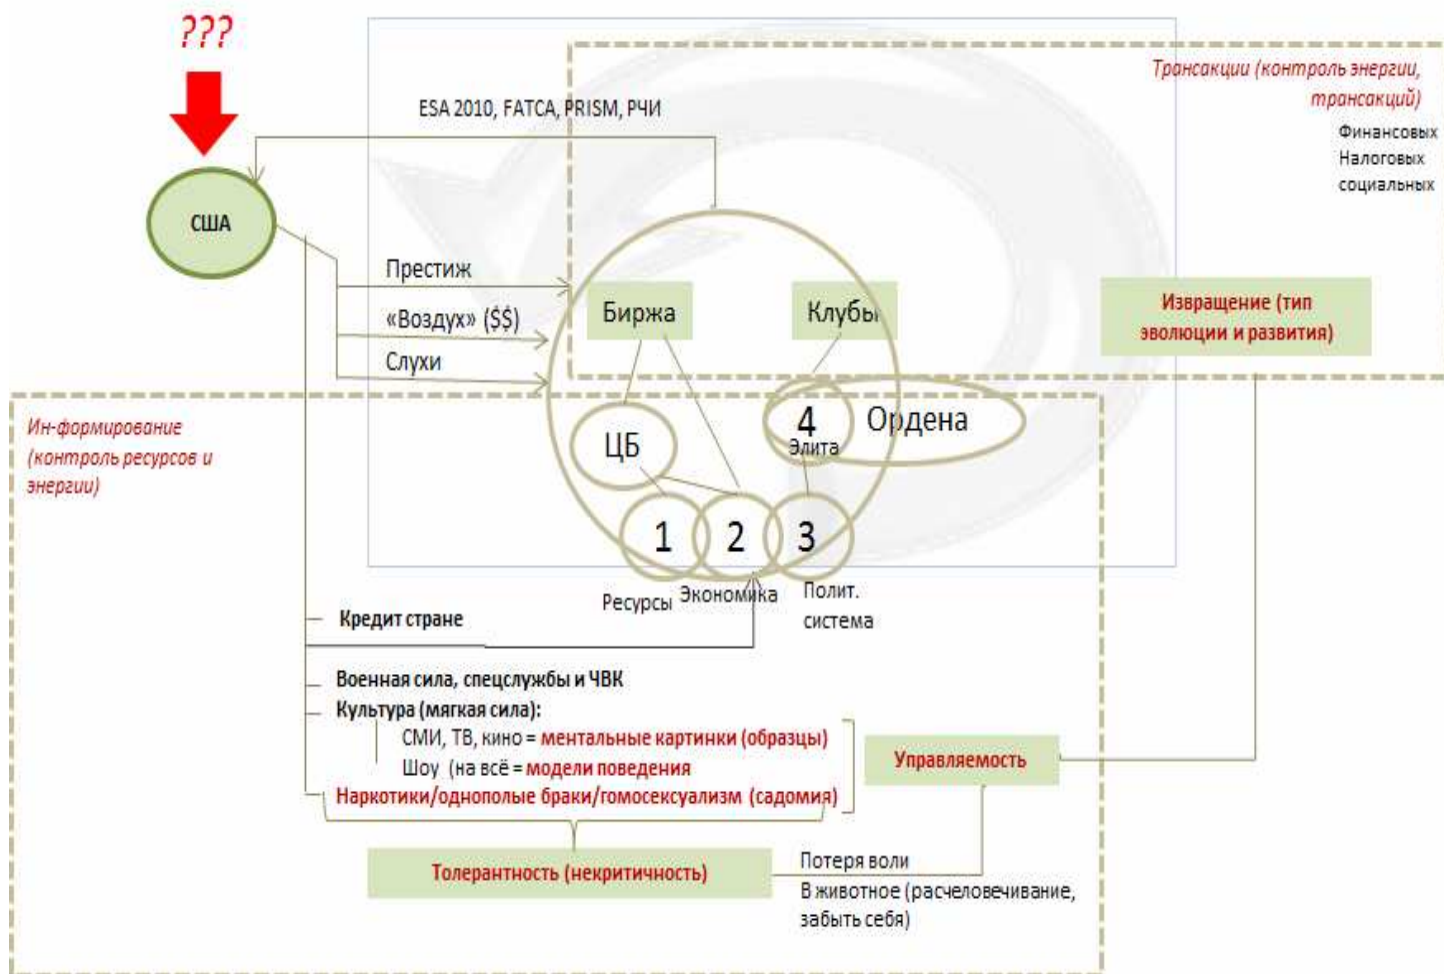 ???
Трансакции (контроль энергии,
трансакций)
ESA 2010, FATCA, PRISM, РЧИ
Финансовых
Налоговых
социальных
США
Престиж
«Воздух» ($$)
Слухи
Биржа
Клубы
Извращение (тип
эволюции и развития)
Ин-формирование
(контроль ресурсов и
энергии)
ЦБ
4
Элита
Ордена
1
2
3
Ресурсы
Экономика
Полит.
система
Кредит стране
Военная сила, спецслужбы и ЧВК
Культура (мягкая сила):
СМИ, ТВ, кино = ментальные картинки (образцы)
Шоу (на всё = модели поведения
Наркотики/однополые браки/гомосексуализм (садомия)
Управляемость
Толерантность (некритичность)
Потеря воли
В животное (расчеловечивание,
забыть себя)